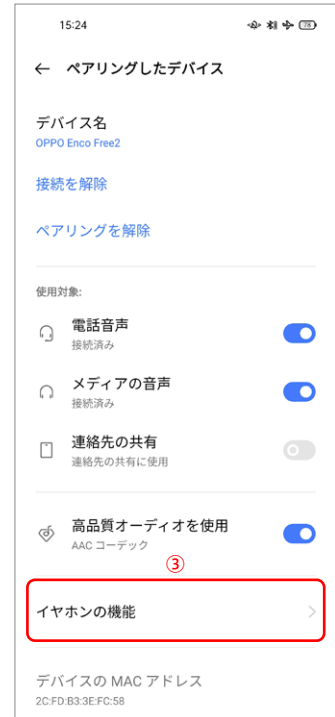 15:24
78
← ペアリングしたデバイス
デバイス名
OPPO Enco Free2
接続を解除
ペアリングを解除
使用対象:
電話音声
接続済み
メディアの音声
接続済み
連絡先の共有
連絡先の共有に使用
高品質オーディオを使用
AAC コーデック
③
イヤホンの機能
デバイスの MAC アドレス
2C:FD:B3:3E:FC:58